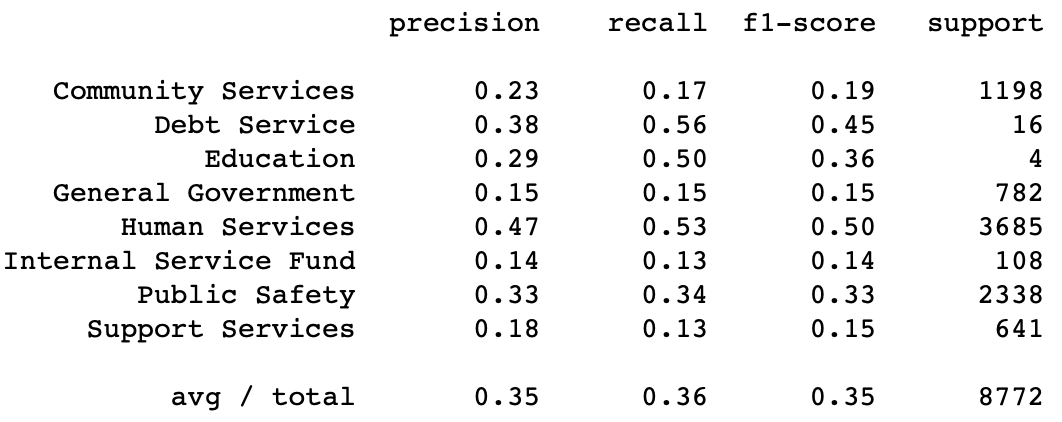 precision recall f1-score support
Community Services 0.23 0.17 0.19 1198
Debt Service 0.38 0.56 0.45 16
Education 0.29 0.50 0.36 4
General Government 0.15 0.15 0.15 782
Human Services 0.47 0.53 0.50 3685
Internal Service Fund 0.14 0.13 0.14 108
Public Safety 0.33 0.34 0.33 2338
Support Services 0.18 0.13 0.15 641
avg / total 0.35 0.36 0.35 8772